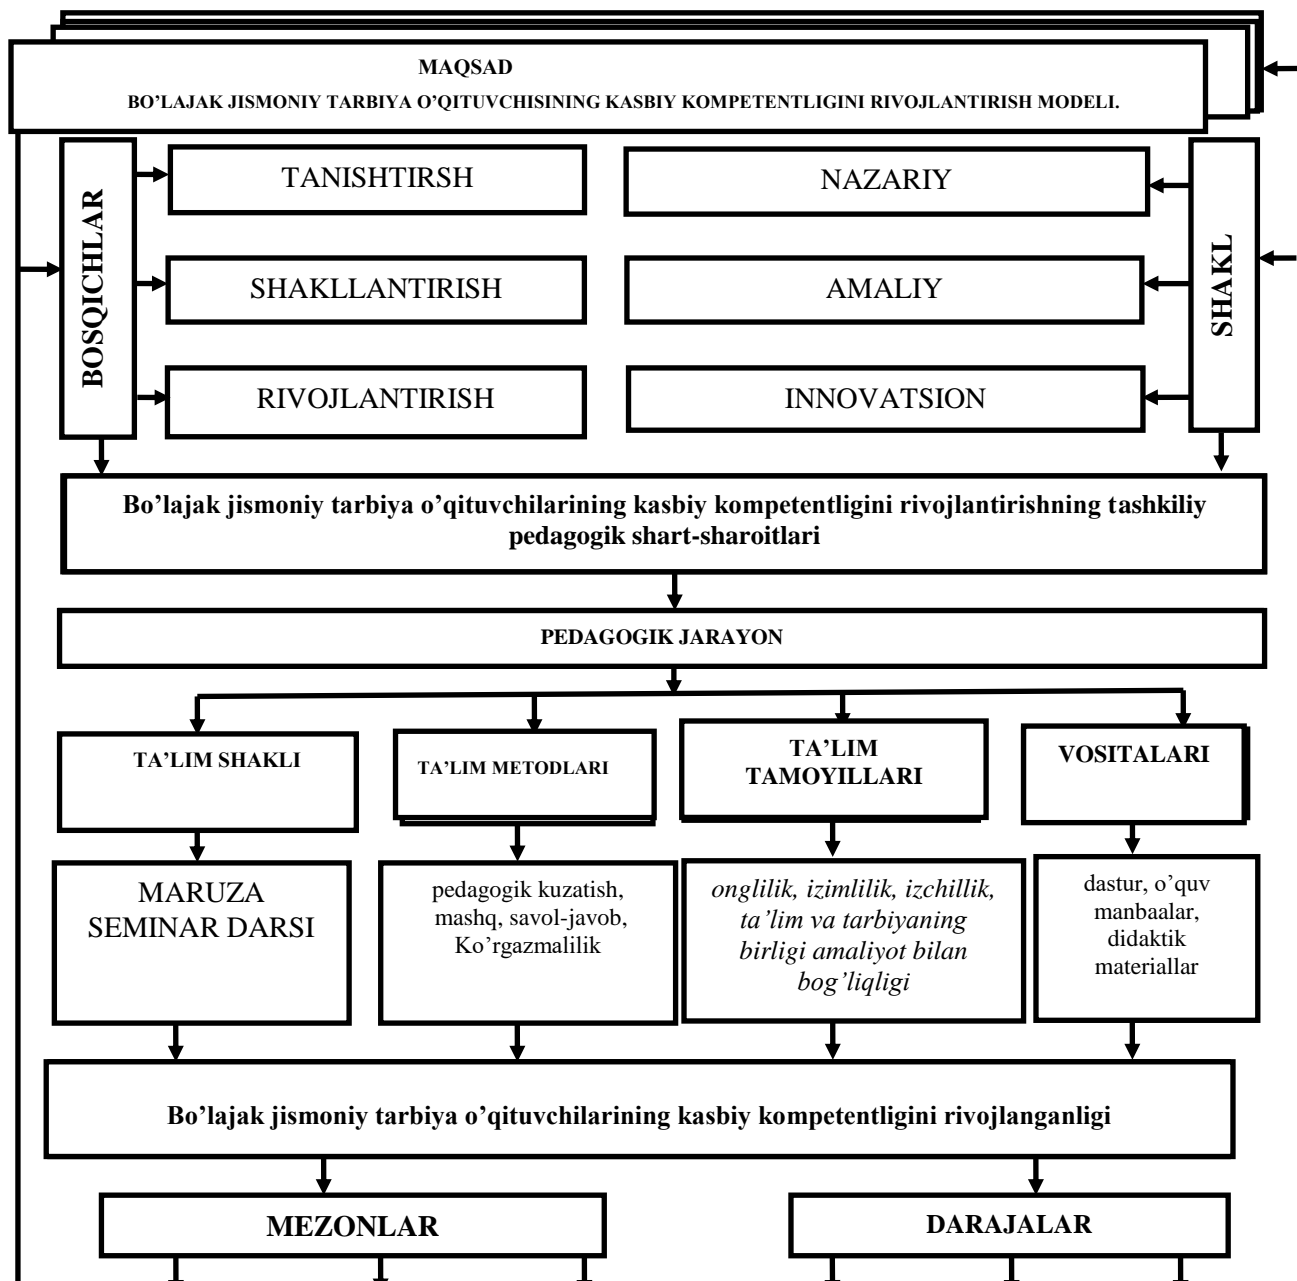 MAQSAD
BO’LAJAK JISMONIY TARBIYA O’QITUVCHISINING KASBIY KOMPETENTLIGINI RIVOJLANTIRISH MODELI.
BOSQICHLAR
TANISHTIRSH
SHAKLLANTIRISH
RIVOJLANTIRISH
NAZARIY
AMALIY
INNOVATSION
SHAKL
Bo’lajak jismoniy tarbiya o’qituvchilarining kasbiy kompetentligini rivojlantirishning tashkiliy
pedagogik shart-sharoitlari
PEDAGOGIK JARAYON
TA’LIM SHAKLI
TA’LIM METODLARI
TA’LIM
TAMOYILLARI
VOSITALARI
MARUZA
SEMINAR DARSI
pedagogik kuzatish,
mashq, savol-javob,
Ko’rgazmalilik
onglilik, izimlilik, izchillik,
ta’lim va tarbiyaning
birligi amaliyot bilan
bog’liqligi
dastur, o’quv
manbaalar,
didaktik
materiallar
Bo’lajak jismoniy tarbiya o’qituvchilarining kasbiy kompetentligini rivojlanganligi
MEZONLAR
DARAJALAR